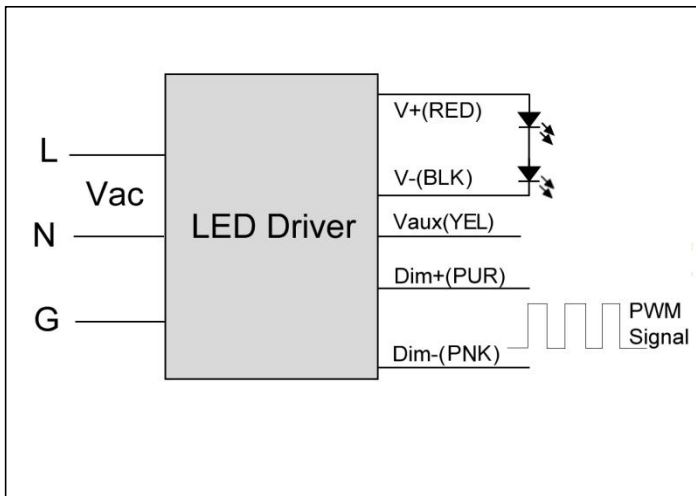 L
Vac
N
G
LED Driver
V+(RED)
V-(BLK)
Vaux(YEL)
Dim+(PUR)
Dim-(PNK)
PWM
Signal